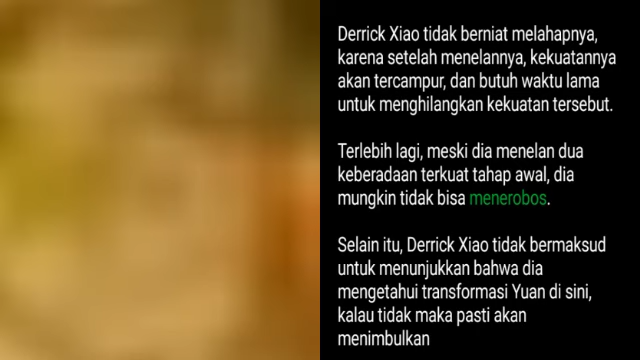 Derrick Xiao tidak berniat melahapnya,
karena setelah menelannya, kekuatannya
akan tercampur, dan butuh waktu lama
untuk menghilangkan kekuatan tersebut.
Terlebih lagi, meski dia menelan dua
keberadaan terkuat tahap awal, dia
mungkin tidak bisa menerobos.
Selain itu, Derrick Xiao tidak bermaksud
untuk menunjukkan bahwa dia
mengetahui transformasi Yuan di sini,
kalau tidak maka pasti akan
menimbulkan